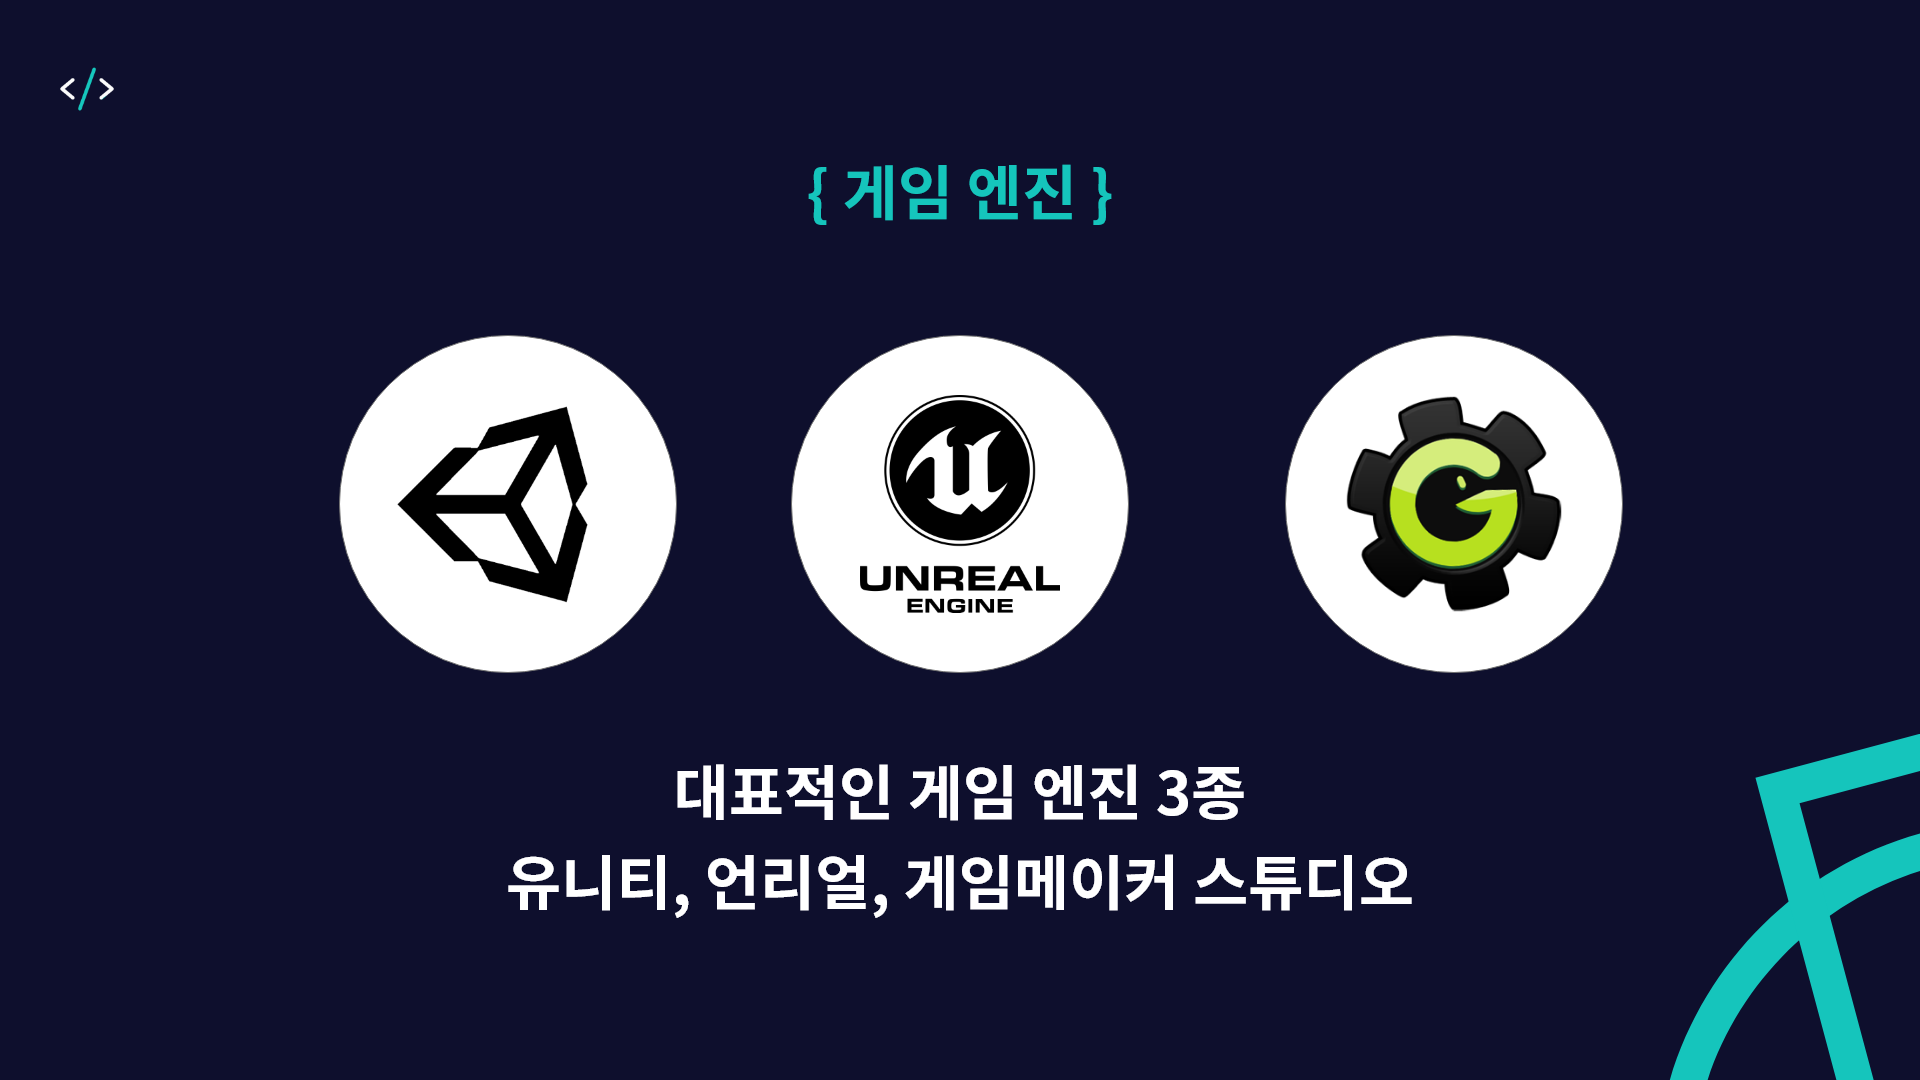 </>
{ 게임 엔진 }
UNREAL
ENGINE
대표적인 게임 엔진 3종
유니티, 언리얼, 게임메이커 스튜디오